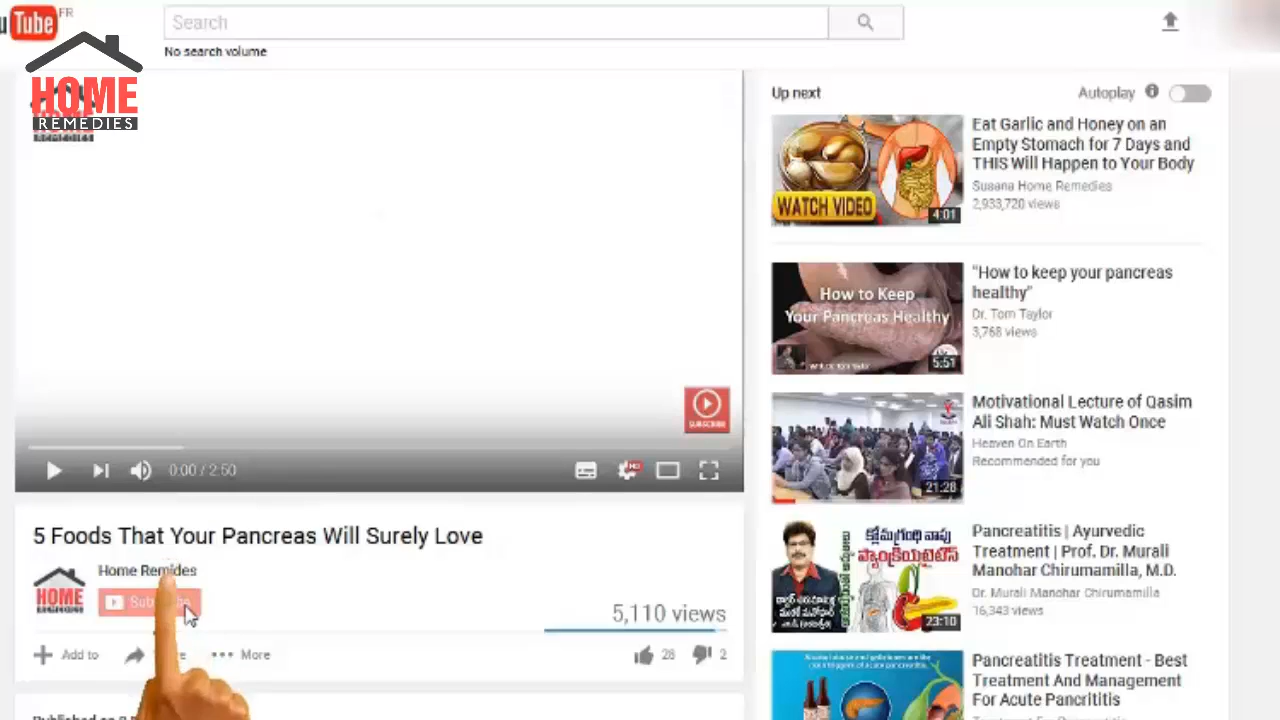 Tube FR
Search
No search volume
HOME
REMEDIES
Up next
Autoplay
Eat Garlic and Honey on an
Empty Stomach for 7 Days and
THIS Will Happen to Your Body
Susana Home Remedies
2,933,720 views
WATCH VIDEO
4:01
"How to keep your pancreas
healthy"
Dr. Tom Taylor
3,768 views
How to Keep
Your Pancreas Healthy
5:51
Motivational Lecture of Qasim
Ali Shah: Must Watch Once
Heaven On Earth
Recommended for you
21:28
SUBSCRIBE
0:00 / 2:50
HD
5 Foods That Your Pancreas Will Surely Love
Home Remides
HOME
5,110 views
Add to
More
28
2
Pancreatitis | Ayurvedic
Treatment | Prof. Dr. Murali
Manohar Chirumamilla, M.D.
Dr. Murali Manohar Chirumamilla
16,343 views
క్లోమగ్రంధి వాపు
ప్యాంక్రియాటైటిస్
23:10
Pancreatitis Treatment - Best
Treatment And Management
For Acute Pancrititis